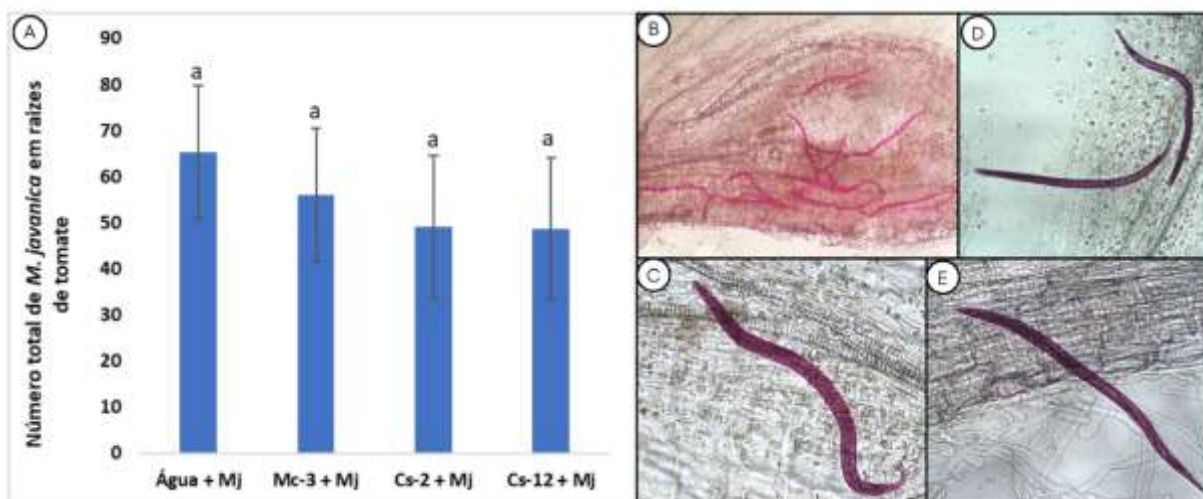 A
Número total de M. javanica em raízes
de tomate
90
80
70
60
50
40
30
20
10
0
a
a
a
a
Água + Mj
Mc-3 + Mj
Cs-2 + Mj
Cs-12 + Mj
B
D
C
E